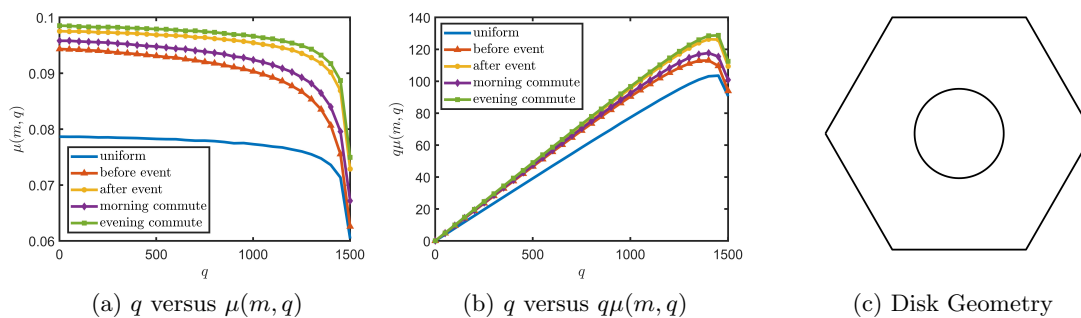 0.1
0.09
0.08
0.07
0.06
μ(m, q)
uniform
before event
after event
morning commute
evening commute
0
500
1000
1500
q
(a) q versus μ(m, q)
140
120
100
80
60
40
20
0
qμ(m, q)
uniform
before event
after event
morning commute
evening commute
0
500
1000
1500
q
(b) q versus qμ(m, q)
(c) Disk Geometry